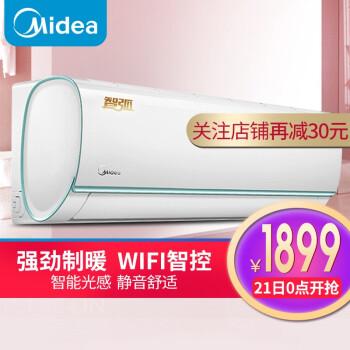 Midea
智弧
关注店铺再减30元
Midea
强劲制暖 WIFI智控
智能光感 静音舒适
¥1899
21日0点开抢